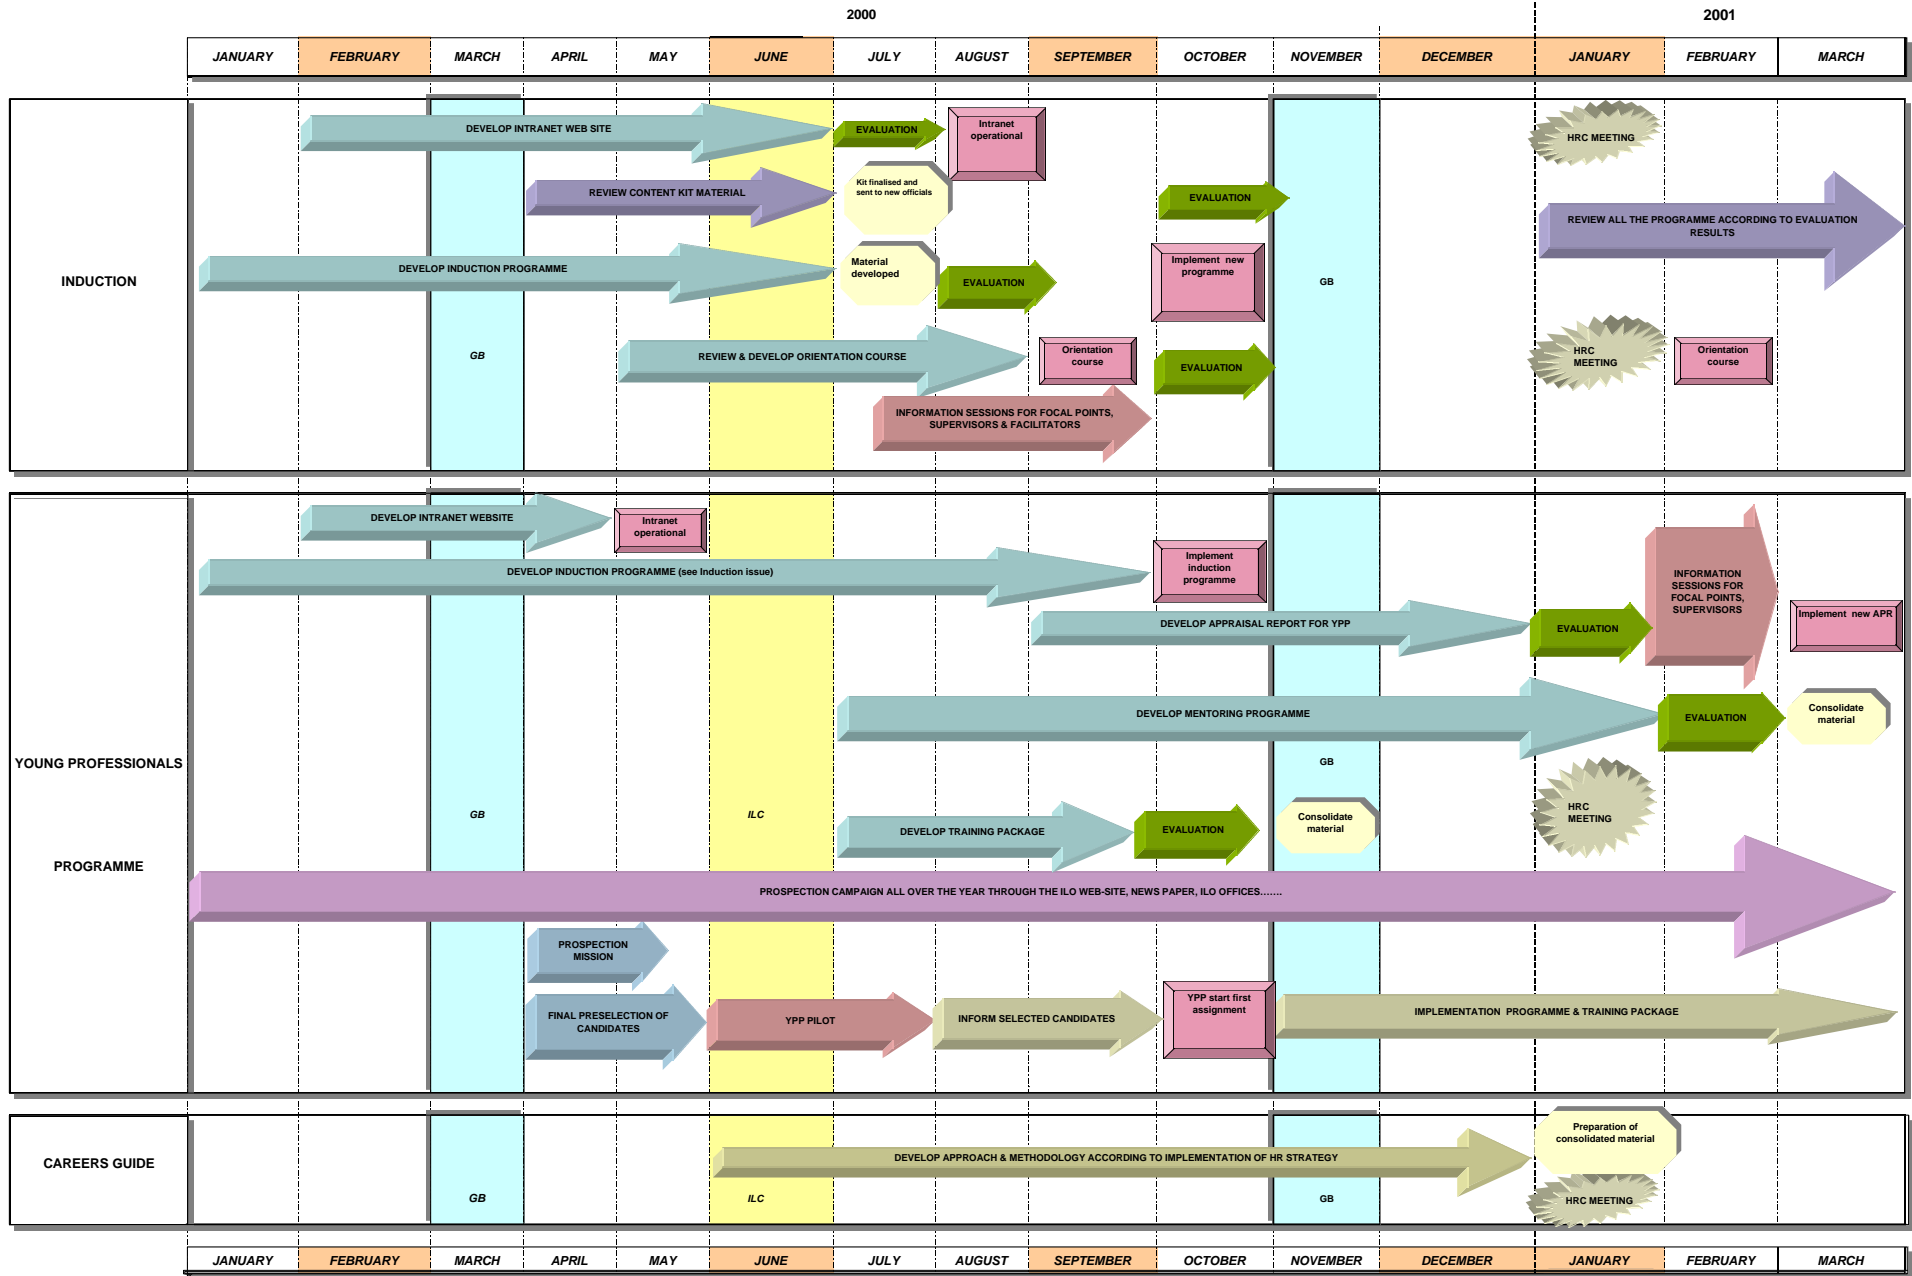 2000
2001
JANUARY
FEBRUARY
MARCH
APRIL
MAY
JUNE
JULY
AUGUST
SEPTEMBER
OCTOBER
NOVEMBER
DECEMBER
JANUARY
FEBRUARY
MARCH
INDUCTION
DEVELOP INTRANET WEB SITE
EVALUATION
Intranet
operational
HRC MEETING
REVIEW CONTENT KIT MATERIAL
Kit finalised and
sent to new officials
EVALUATION
REVIEW ALL THE PROGRAMME ACCORDING TO EVALUATION
RESULTS
DEVELOP INDUCTION PROGRAMME
Material
developed
EVALUATION
Implement new
programme
GB
GB
REVIEW & DEVELOP ORIENTATION COURSE
Orientation
course
EVALUATION
HRC
MEETING
Orientation
course
INFORMATION SESSIONS FOR FOCAL POINTS,
SUPERVISORS & FACILITATORS
YOUNG PROFESSIONALS
PROGRAMME
DEVELOP INTRANET WEBSITE
Intranet
operational
DEVELOP INDUCTION PROGRAMME (see Induction issue)
Implement
induction
programme
INFORMATION
SESSIONS FOR
FOCAL POINTS,
SUPERVISORS
DEVELOP APPRAISAL REPORT FOR YPP
EVALUATION
Implement new APR
DEVELOP MENTORING PROGRAMME
EVALUATION
Consolidate
material
GB
GB
ILC
DEVELOP TRAINING PACKAGE
EVALUATION
Consolidate
material
HRC
MEETING
PROSPECTION CAMPAIGN ALL OVER THE YEAR THROUGH THE ILO WEB-SITE, NEWS PAPER, ILO OFFICES.......
PROSPECTION
MISSION
FINAL PRESELECTION OF
CANDIDATES
YPP PILOT
INFORM SELECTED CANDIDATES
YPP start first
assignment
IMPLEMENTATION PROGRAMME & TRAINING PACKAGE
CAREERS GUIDE
DEVELOP APPROACH & METHODOLOGY ACCORDING TO IMPLEMENTATION OF HR STRATEGY
Preparation of
consolidated material
GB
ILC
GB
HRC MEETING
JANUARY
FEBRUARY
MARCH
APRIL
MAY
JUNE
JULY
AUGUST
SEPTEMBER
OCTOBER
NOVEMBER
DECEMBER
JANUARY
FEBRUARY
MARCH